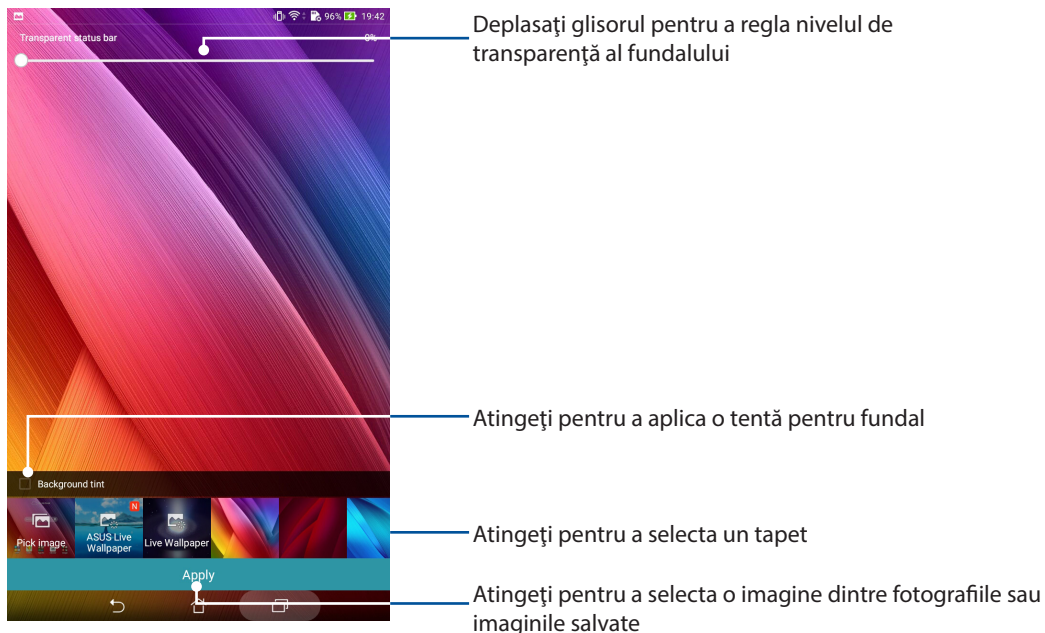 96% 19:42
Transparent status bar 0%
Deplasaţi glisorul pentru a regla nivelul de
transparenţă al fundalului
Atingeţi pentru a aplica o tentă pentru fundal
Background tint
N
Pick image
ASUS Live
Wallpaper
Live Wallpaper
Atingeţi pentru a selecta un tapet
Apply
Atingeţi pentru a selecta o imagine dintre fotografiile sau
imaginile salvate